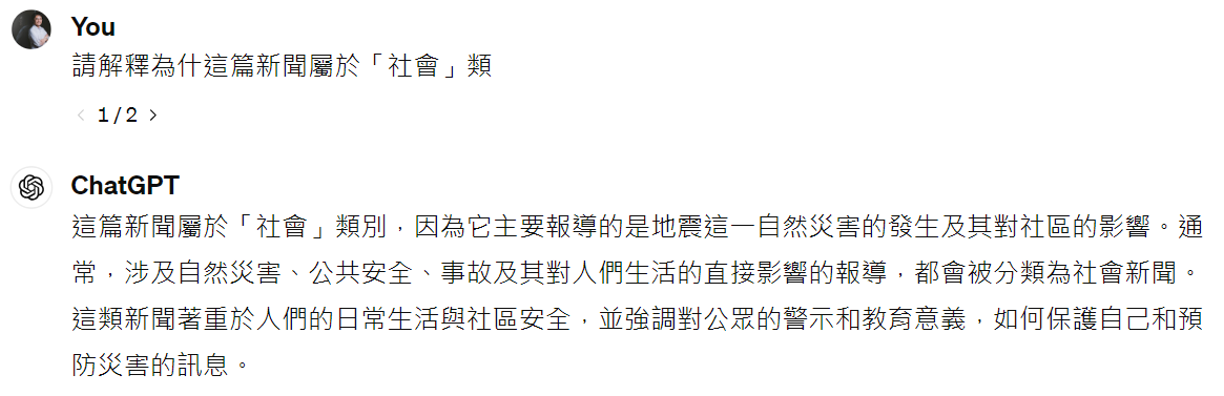 You
請解釋為什這篇新聞屬於「社會」類
1/2
ChatGPT
這篇新聞屬於「社會」類別，因為它主要報導的是地震這一自然災害的發生及其對社區的影響。通
常，涉及自然災害、公共安全、事故及其對人們生活的直接影響的報導，都會被分類為社會新聞。
這類新聞著重於人們的日常生活與社區安全，並強調對公眾的警示和教育意義，如何保護自己和預
防災害的訊息。